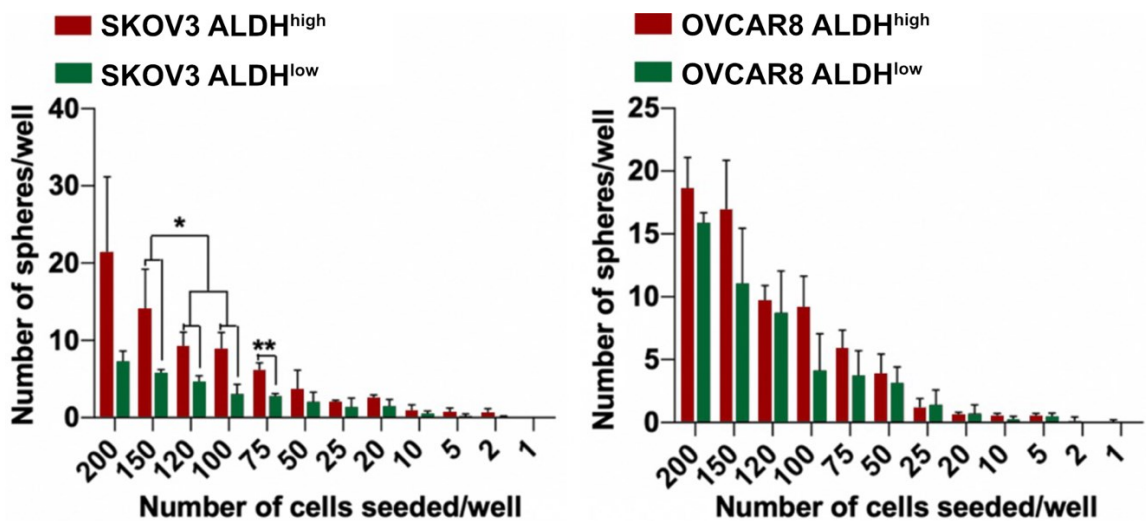 SKOV3 ALDHhigh
SKOV3 ALDHlow
Number of spheres/well
40
30
20
10
0
*
**
200 150 120 100 75 50 25 20 10 5 2 1
Number of cells seeded/well
OVCAR8 ALDHhigh
OVCAR8 ALDHlow
Number of spheres/well
25
20
15
10
5
0
200 150 120 100 75 50 25 20 10 5 2 1
Number of cells seeded/well